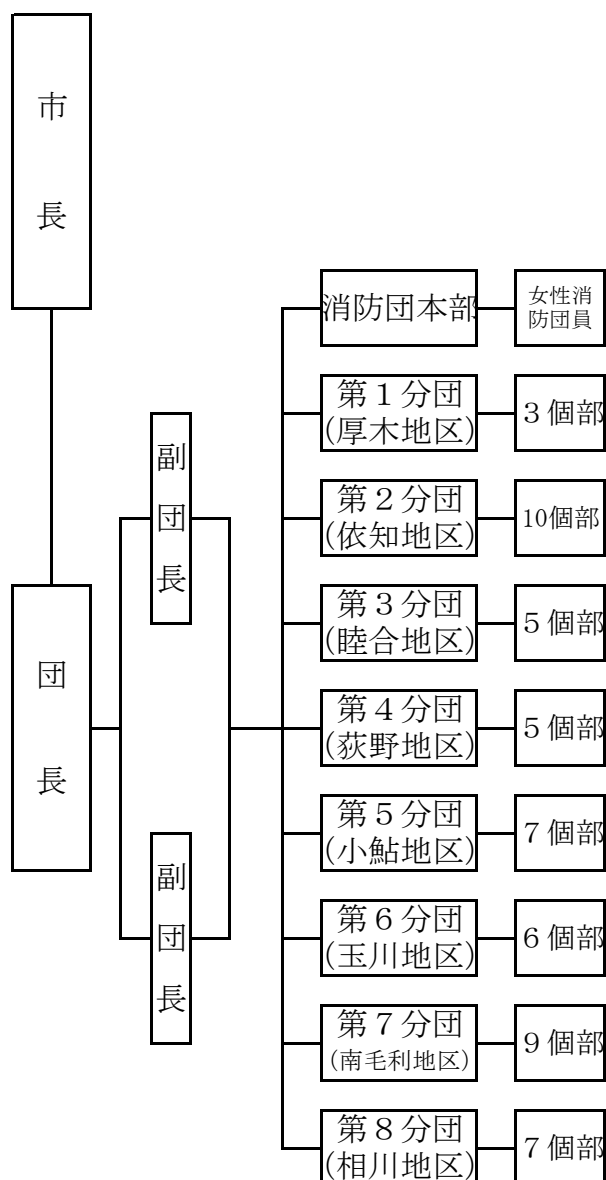 市長
団長
副団長
副団長
消防団本部
女性消
防団員
第１分団
(厚木地区)
３個部
第２分団
(依知地区)
10個部
第３分団
(睦合地区)
５個部
第４分団
(荻野地区)
５個部
第５分団
(小鮎地区)
７個部
第６分団
(玉川地区)
６個部
第７分団
(南毛利地区)
９個部
第８分団
(相川地区)
７個部